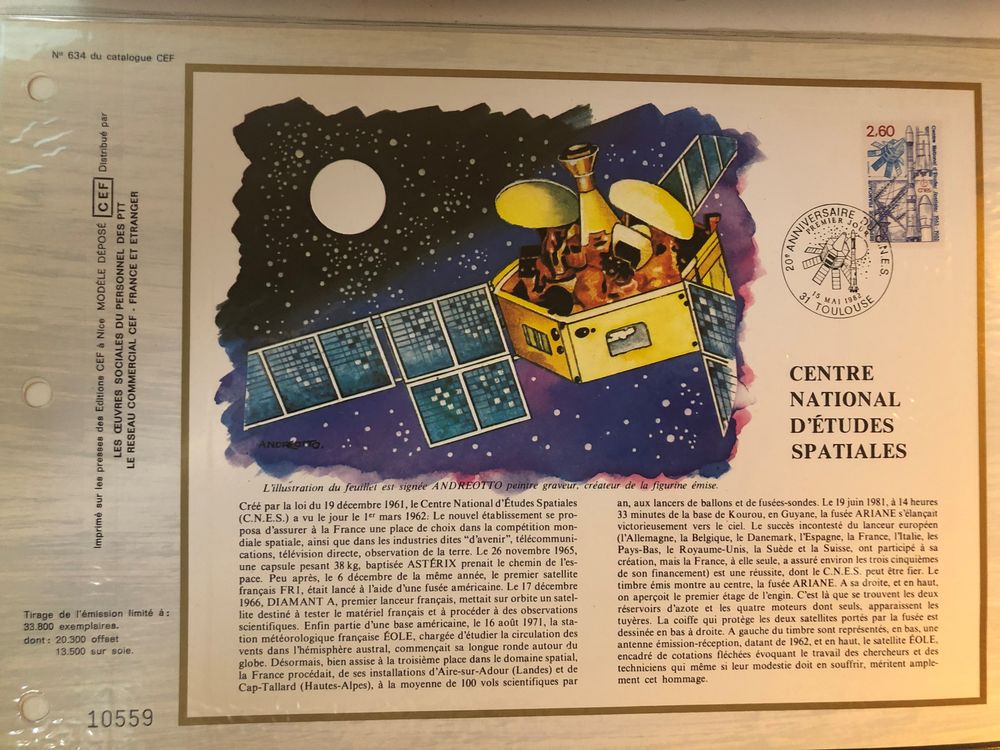 N° 634 du catalogue CEF
Imprimé sur les presses des Editions CEF à Nice MODÈLE DÉPOSÉ CEF Distribué par
LES ŒUVRES SOCIALES DU PERSONNEL DES PTT
LE RESEAU COMMERCIAL CEF - FRANCE ET ETRANGER
Tirage de l'émission limité à :
33.800 exemplaires.
dont : 20.300 offset
13.500 sur soie.
10559
ANDREOTTO.
2.60
20e ANNIVERSAIRE DU C.N.E.S.
PREMIER JOUR
15 MAI 1982
31 TOULOUSE
CENTRE
NATIONAL
D'ÉTUDES
SPATIALES
L'illustration du feuillet est signée ANDREOTTO peintre graveur, créateur de la figurine émise.
Créé par la loi du 19 décembre 1961, le Centre National d'Études Spatiales
(C.N.E.S.) a vu le jour le 1er mars 1962. Le nouvel établissement se pro-
posa d'assurer à la France une place de choix dans la compétition mon-
diale spatiale, ainsi que dans les industries dites "d'avenir", télécommuni-
cations, télévision directe, observation de la terre. Le 26 novembre 1965,
une capsule pesant 38 kg, baptisée ASTÉRIX prenait le chemin de l'es-
pace. Peu après, le 6 décembre de la même année, le premier satellite
français FR1, était lancé à l'aide d'une fusée américaine. Le 17 décembre
1966, DIAMANT A, premier lanceur français, mettait sur orbite un satel-
lite destiné à tester le matériel français et à procéder à des observations
scientifiques. Enfin partie d'une base américaine, le 16 août 1971, la sta-
tion météorologique française ÉOLE, chargée d'étudier la circulation des
vents dans l'hémisphère austral, commençait sa longue ronde autour du
globe. Désormais, bien assise à la troisième place dans le domaine spatial,
la France procédait, de ses installations d'Aire-sur-Adour (Landes) et de
Cap-Tallard (Hautes-Alpes), à la moyenne de 100 vols scientifiques par
an, aux lancers de ballons et de fusées-sondes. Le 19 juin 1981, à 14 heures
33 minutes de la base de Kourou, en Guyane, la fusée ARIANE s'élançait
victorieusement vers le ciel. Le succès incontesté du lanceur européen
(l'Allemagne, la Belgique, le Danemark, l'Espagne, la France, l'Italie, les
Pays-Bas, le Royaume-Unis, la Suède et la Suisse, ont participé à sa
création, mais la France, à elle seule, a assuré environ les trois cinquièmes
de son financement) est une réussite, dont le C.N.E.S. peut être fier. Le
timbre émis montre au centre, la fusée ARIANE. A sa droite, et en haut,
on aperçoit le premier étage de l'engin. C'est là que se trouvent les deux
réservoirs d'azote et les quatre moteurs dont seuls, apparaissent les
tuyères. La coiffe qui protège les deux satellites portés par la fusée est
dessinée en bas à droite. A gauche du timbre sont représentés, en bas, une
antenne émission-réception, datant de 1962, et en haut, le satellite ÉOLE,
encadré de cotations fléchées évoquant le travail des chercheurs et des
techniciens qui même si leur modestie doit en souffrir, méritent ample-
ment cet hommage.